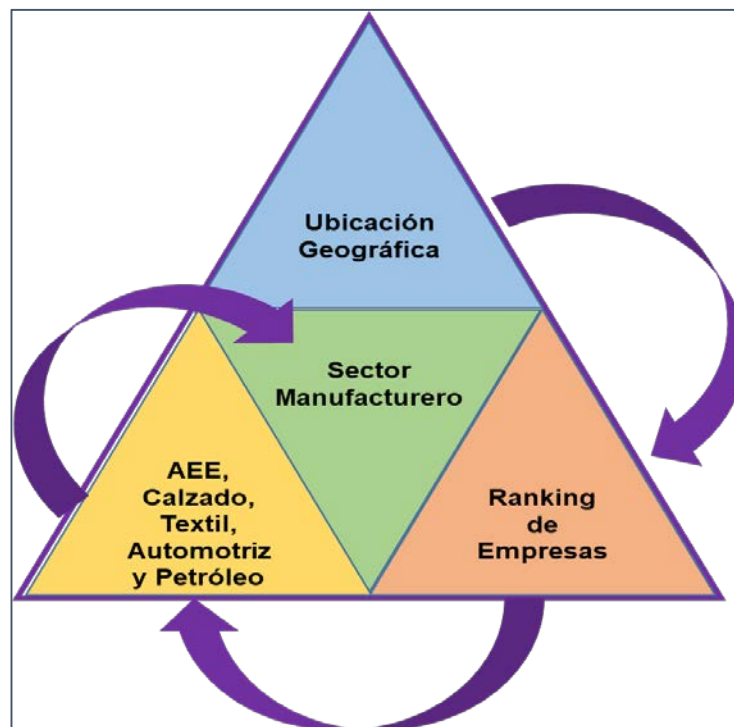 Ubicación
Geográfica
Sector
Manufacturero
AEE,
Calzado,
Textil,
Automotriz
y Petróleo
Ranking
de
Empresas